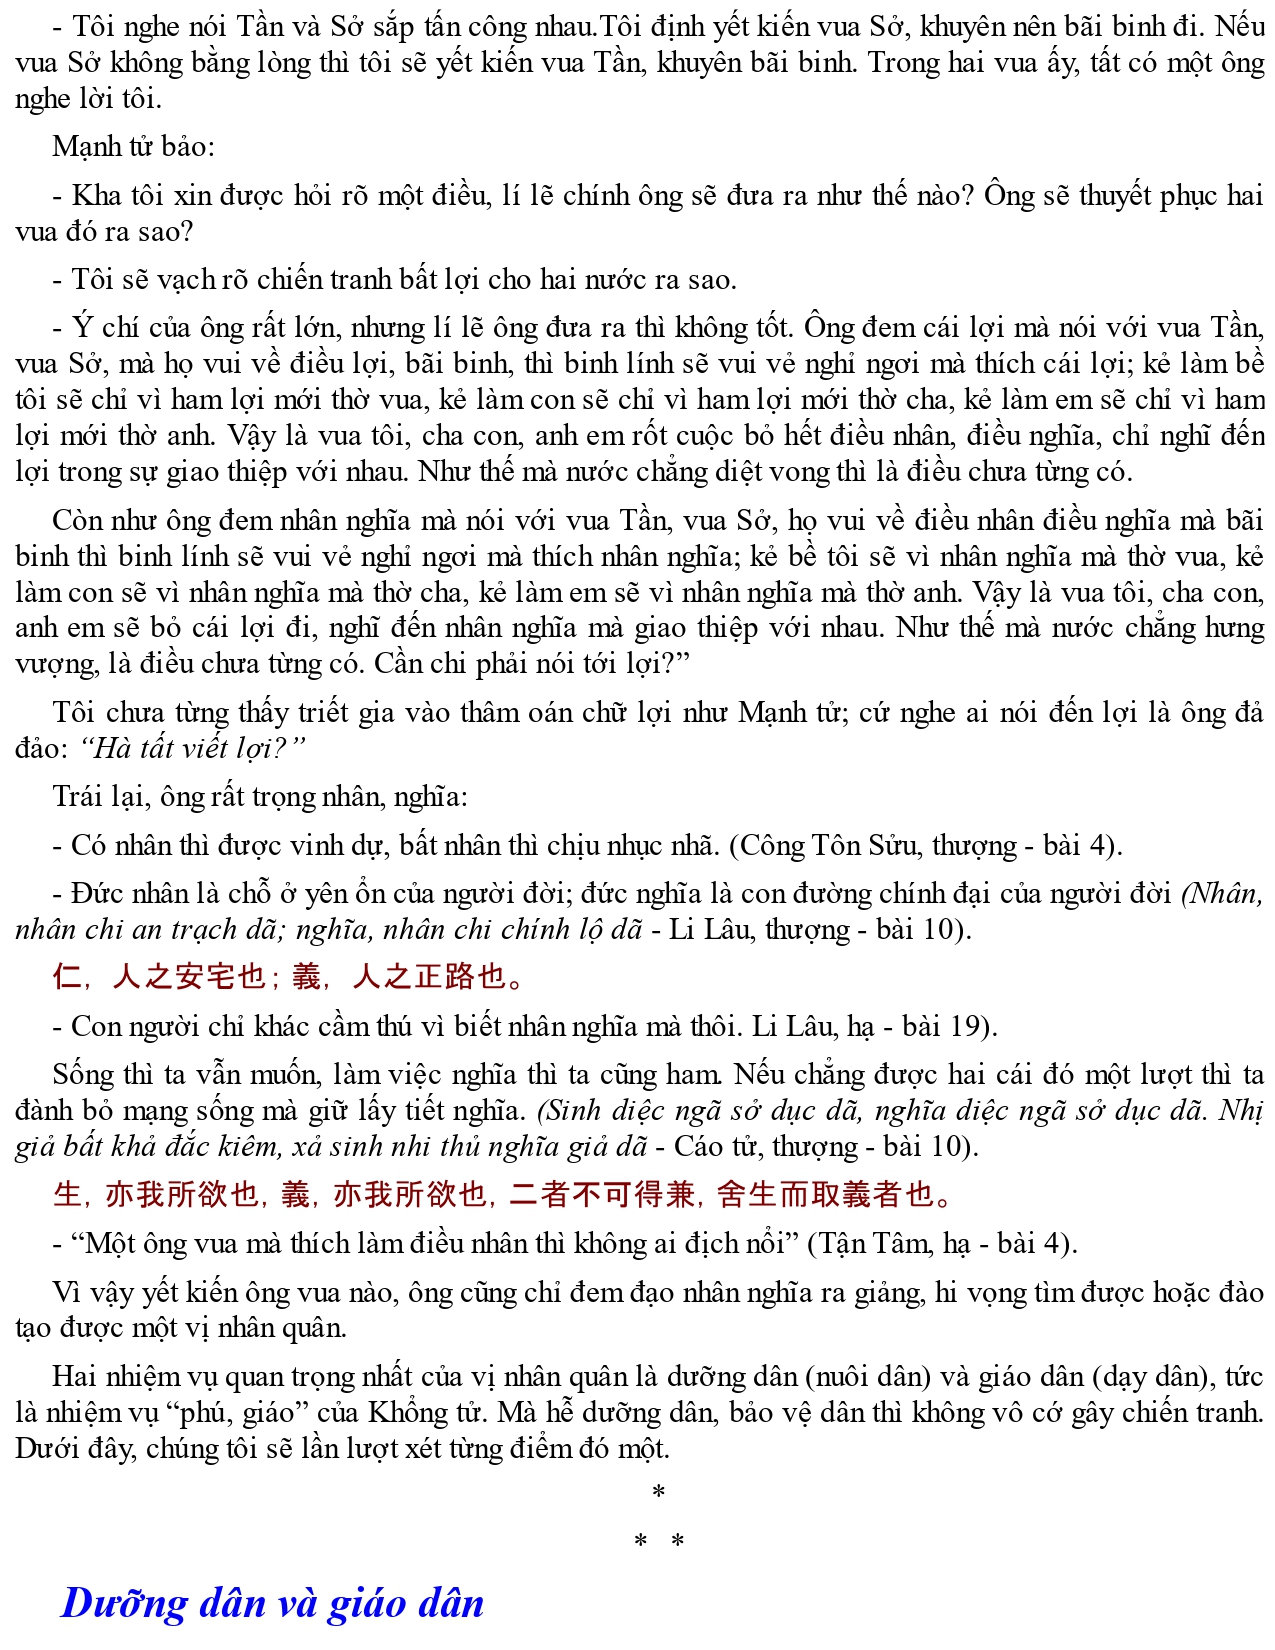 - Tôi nghe nói Tần và Sở sắp tấn công nhau.Tôi định yết kiến vua Sở, khuyên nên bãi binh đi. Nếu
vua Sở không bằng lòng thì tôi sẽ yết kiến vua Tần, khuyên bãi binh. Trong hai vua ấy, tất có một ông
nghe lời tôi.
Mạnh tử bảo:
- Kha tôi xin được hỏi rõ một điều, lí lẽ chính ông sẽ đưa ra như thế nào? Ông sẽ thuyết phục hai
vua đó ra sao?
- Tôi sẽ vạch rõ chiến tranh bất lợi cho hai nước ra sao.
- Ý chí của ông rất lớn, nhưng lí lẽ ông đưa ra thì không tốt. Ông đem cái lợi mà nói với vua Tần,
vua Sở, mà họ vui về điều lợi, bãi binh, thì binh lính sẽ vui vẻ nghỉ ngơi mà thích cái lợi; kẻ làm bề
tôi sẽ chỉ vì ham lợi mới thờ vua, kẻ làm con sẽ chỉ vì ham lợi mới thờ cha, kẻ làm em sẽ chỉ vì ham
lợi mới thờ anh. Vậy là vua tôi, cha con, anh em rốt cuộc bỏ hết điều nhân, điều nghĩa, chỉ nghĩ đến
lợi trong sự giao thiệp với nhau. Như thế mà nước chẳng diệt vong thì là điều chưa từng có.
Còn như ông đem nhân nghĩa mà nói với vua Tần, vua Sở, họ vui về điều nhân điều nghĩa mà bãi
binh thì binh lính sẽ vui vẻ nghỉ ngơi mà thích nhân nghĩa; kẻ bề tôi sẽ vì nhân nghĩa mà thờ vua, kẻ
làm con sẽ vì nhân nghĩa mà thờ cha, kẻ làm em sẽ vì nhân nghĩa mà thờ anh. Vậy là vua tôi, cha con,
anh em sẽ bỏ cái lợi đi, nghĩ đến nhân nghĩa mà giao thiệp với nhau. Như thế mà nước chẳng hưng
vượng, là điều chưa từng có. Cần chi phải nói tới lợi?”
Tôi chưa từng thấy triết gia vào thâm oán chữ lợi như Mạnh tử; cứ nghe ai nói đến lợi là ông đả
đảo: “Hà tất viết lợi?”
Trái lại, ông rất trọng nhân, nghĩa:
- Có nhân thì được vinh dự, bất nhân thì chịu nhục nhã. (Công Tôn Sửu, thượng - bài 4).
- Đức nhân là chỗ ở yên ổn của người đời; đức nghĩa là con đường chính đại của người đời (Nhân,
nhân chi an trạch dã; nghĩa, nhân chi chính lộ dã - Li Lâu, thượng - bài 10).
仁，人之安宅也；義，人之正路也。
- Con người chỉ khác cầm thú vì biết nhân nghĩa mà thôi. Li Lâu, hạ - bài 19).
Sống thì ta vẫn muốn, làm việc nghĩa thì ta cũng ham. Nếu chẳng được hai cái đó một lượt thì ta
đành bỏ mạng sống mà giữ lấy tiết nghĩa. (Sinh diệc ngã sở dục dã, nghĩa diệc ngã sở dục dã. Nhị
giả bất khả đắc kiêm, xả sinh nhi thủ nghĩa giả dã - Cáo tử, thượng - bài 10).
生，亦我所欲也，義，亦我所欲也，二者不可得兼，舍生而取義者也。
- “Một ông vua mà thích làm điều nhân thì không ai địch nổi” (Tận Tâm, hạ - bài 4).
Vì vậy yết kiến ông vua nào, ông cũng chỉ đem đạo nhân nghĩa ra giảng, hi vọng tìm được hoặc đào
tạo được một vị nhân quân.
Hai nhiệm vụ quan trọng nhất của vị nhân quân là dưỡng dân (nuôi dân) và giáo dân (dạy dân), tức
là nhiệm vụ “phú, giáo” của Khổng tử. Mà hễ dưỡng dân, bảo vệ dân thì không vô cớ gây chiến tranh.
Dưới đây, chúng tôi sẽ lần lượt xét từng điểm đó một.
*
* *
Dưỡng dân và giáo dân